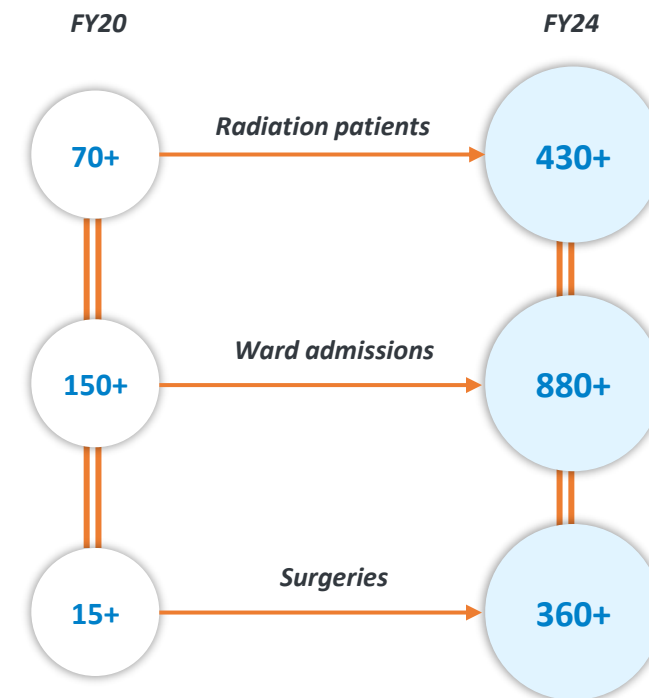 FY20
FY24
Radiation patients
70+
430+
Ward admissions
150+
880+
Surgeries
15+
360+